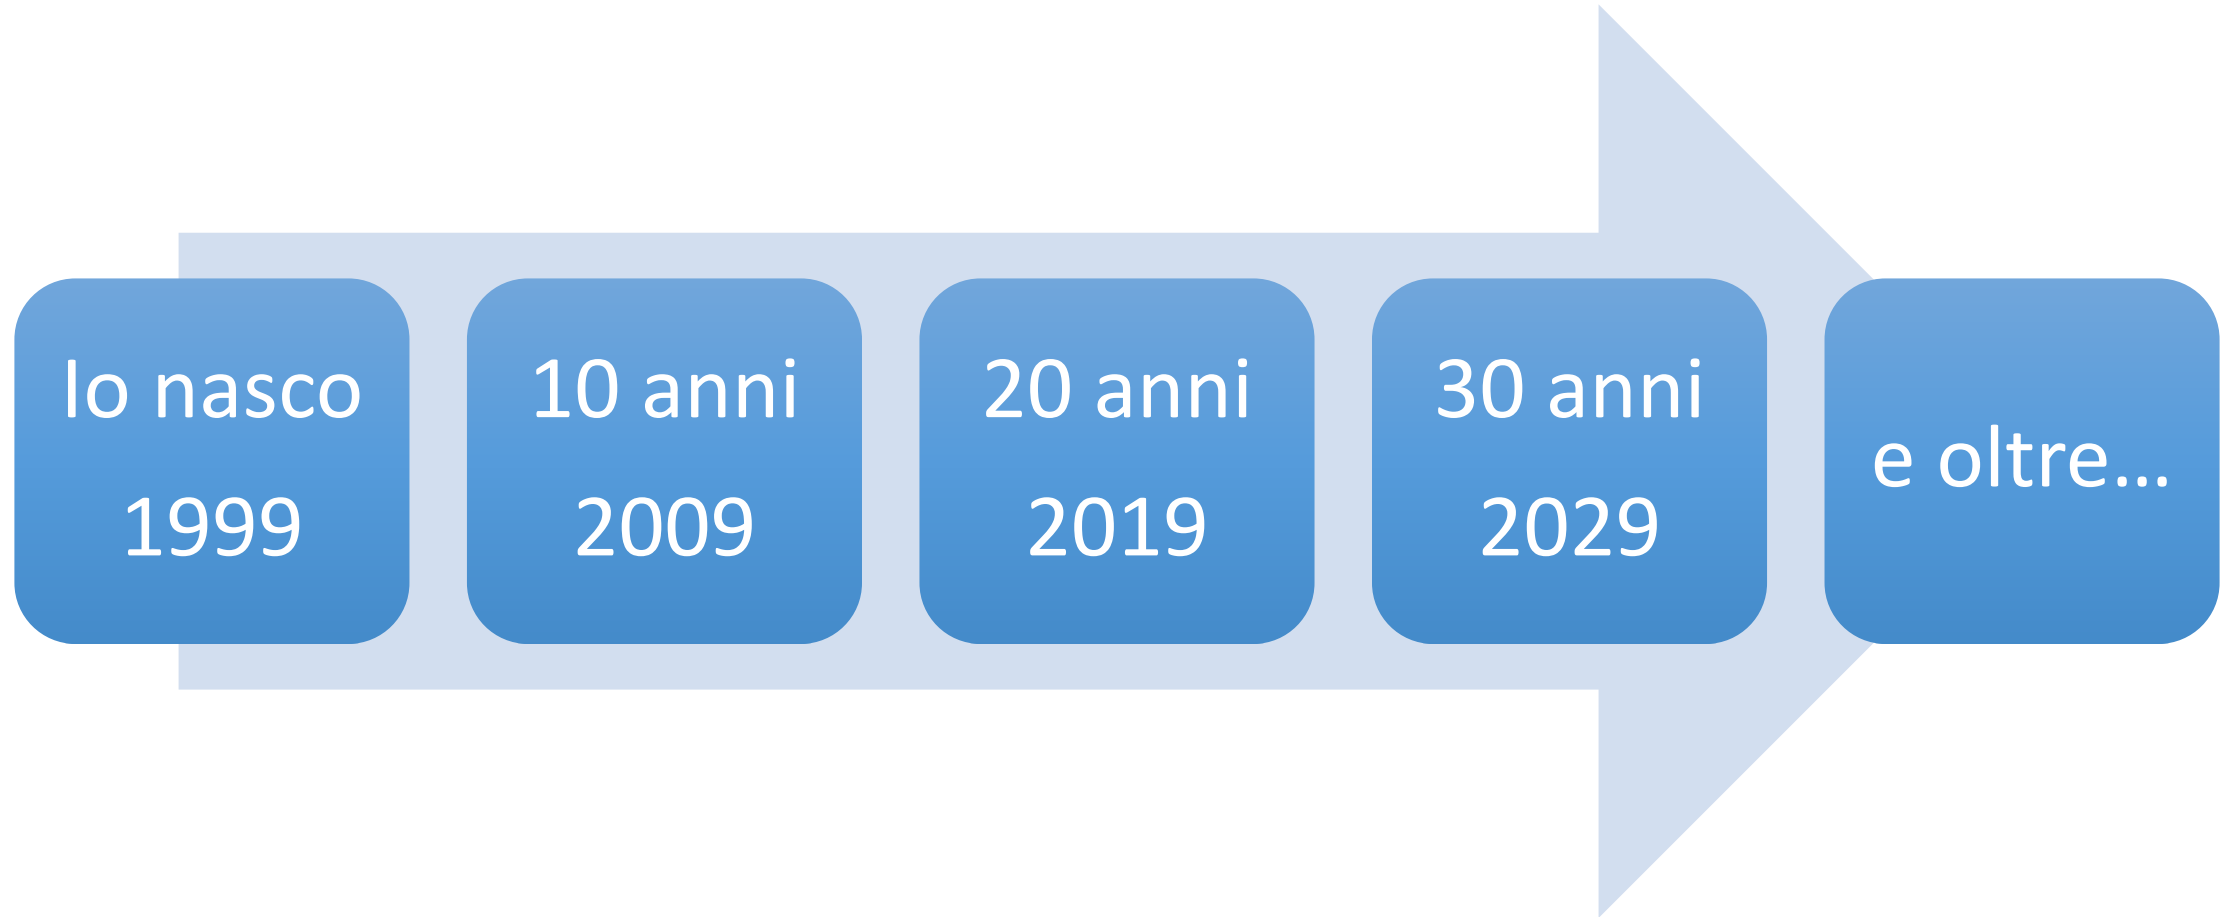 Io nasco
1999
10 anni
2009
20 anni
2019
30 anni
2029
e oltre...